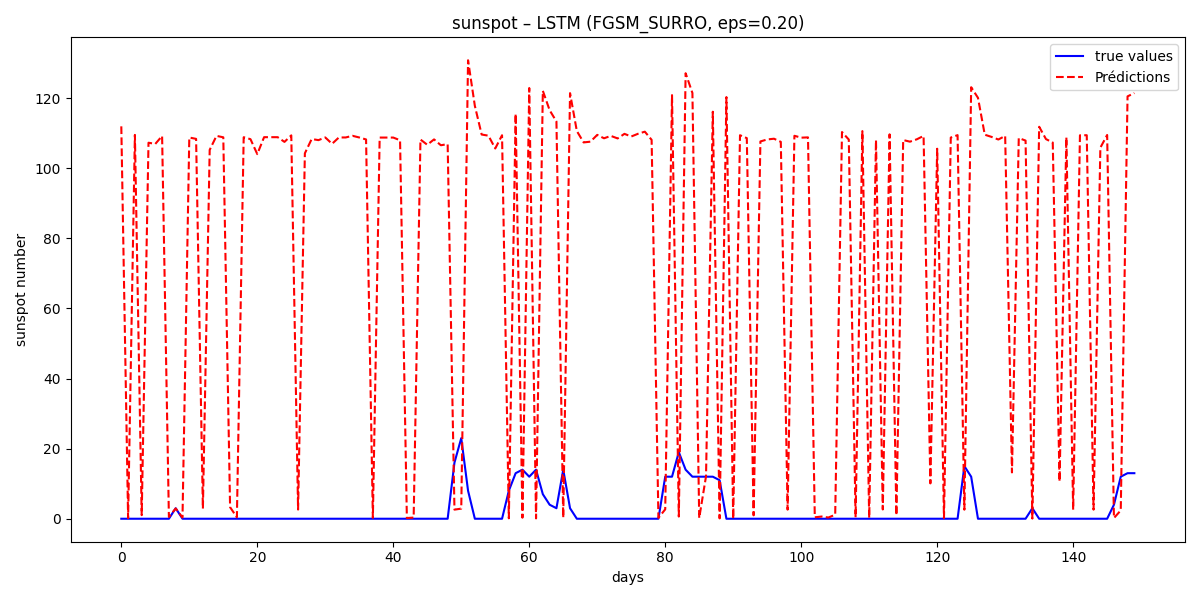 sunspot – LSTM (FGSM_SURRO, eps=0.20)
true values
Prédictions
sunspot number
120
100
80
60
40
20
0
0 20 40 60 80 100 120 140
days